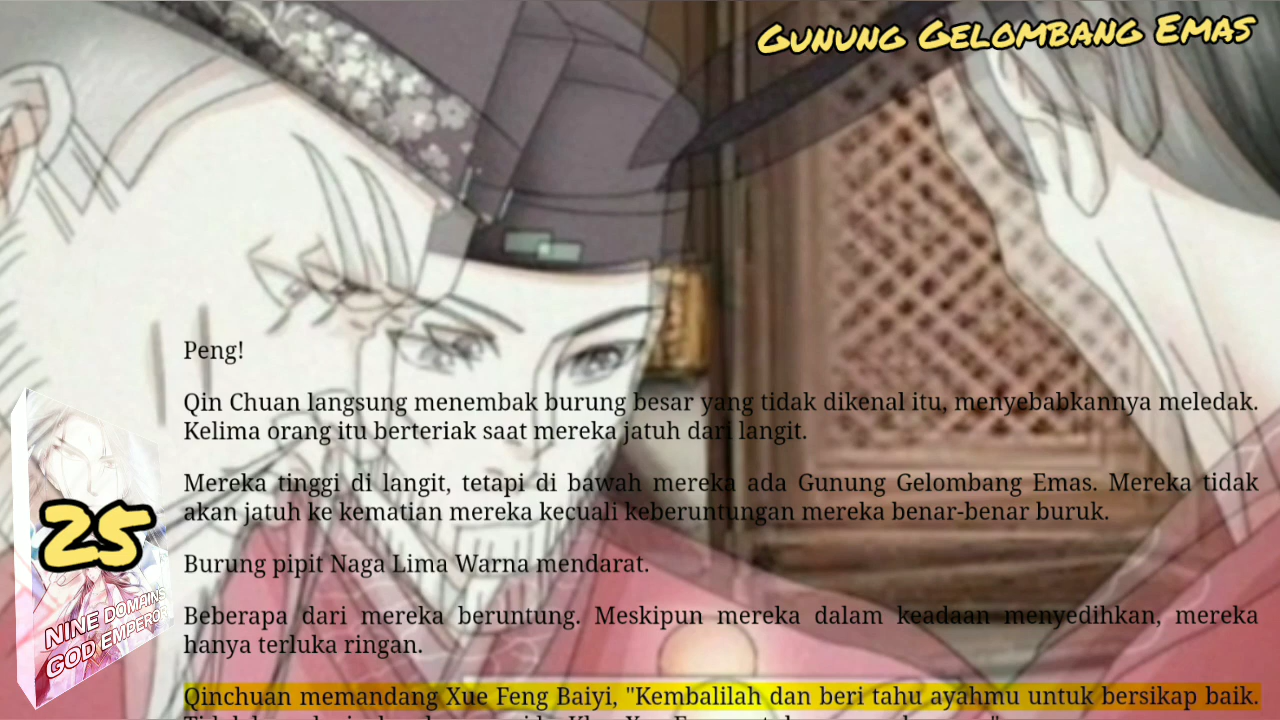 Gunung Gelombang Emas
Peng!
Qin Chuan langsung menembak burung besar yang tidak dikenal itu, menyebabkannya meledak.
Kelima orang itu berteriak saat mereka jatuh dari langit.
Mereka tinggi di langit, tetapi di bawah mereka ada Gunung Gelombang Emas. Mereka tidak
akan jatuh ke kematian mereka kecuali keberuntungan mereka benar-benar buruk.
Burung pipit Naga Lima Warna mendarat.
Beberapa dari mereka beruntung. Meskipun mereka dalam keadaan menyedihkan, mereka
hanya terluka ringan.
Qinchuan memandang Xue Feng Baiyi, "Kembalilah dan beri tahu ayahmu untuk bersikap baik.
25
NINE DOMAINS
GOD EMPEROR